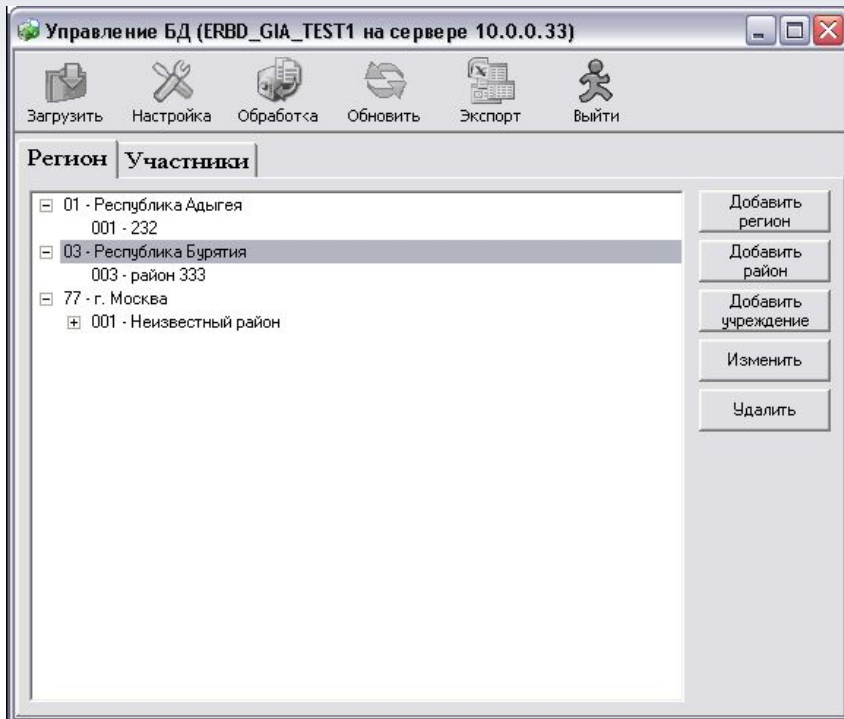 Управление БД (ERBD_GIA_TEST1 на сервере 10.0.0.33)
Загрузить Настройка Обработка Обновить Экспорт Выйти
Регион Участники
01 - Республика Адыгея
001 - 232
03 - Республика Бурятия
003 - район 333
77 - г. Москва
001 - Неизвестный район
Добавить
регион
Добавить
район
Добавить
учреждение
Изменить
Удалить